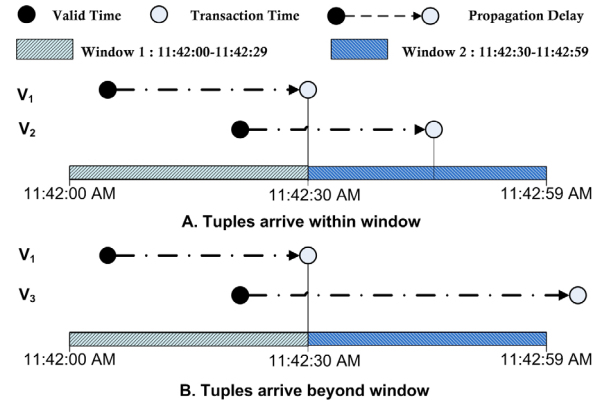 Valid Time Transaction Time Propagation Delay
Window 1 : 11:42:00-11:42:29 Window 2 : 11:42:30-11:42:59
V1
V2
11:42:00 AM 11:42:30 AM 11:42:59 AM
A. Tuples arrive within window
V1
V3
11:42:00 AM 11:42:30 AM 11:42:59 AM
B. Tuples arrive beyond window